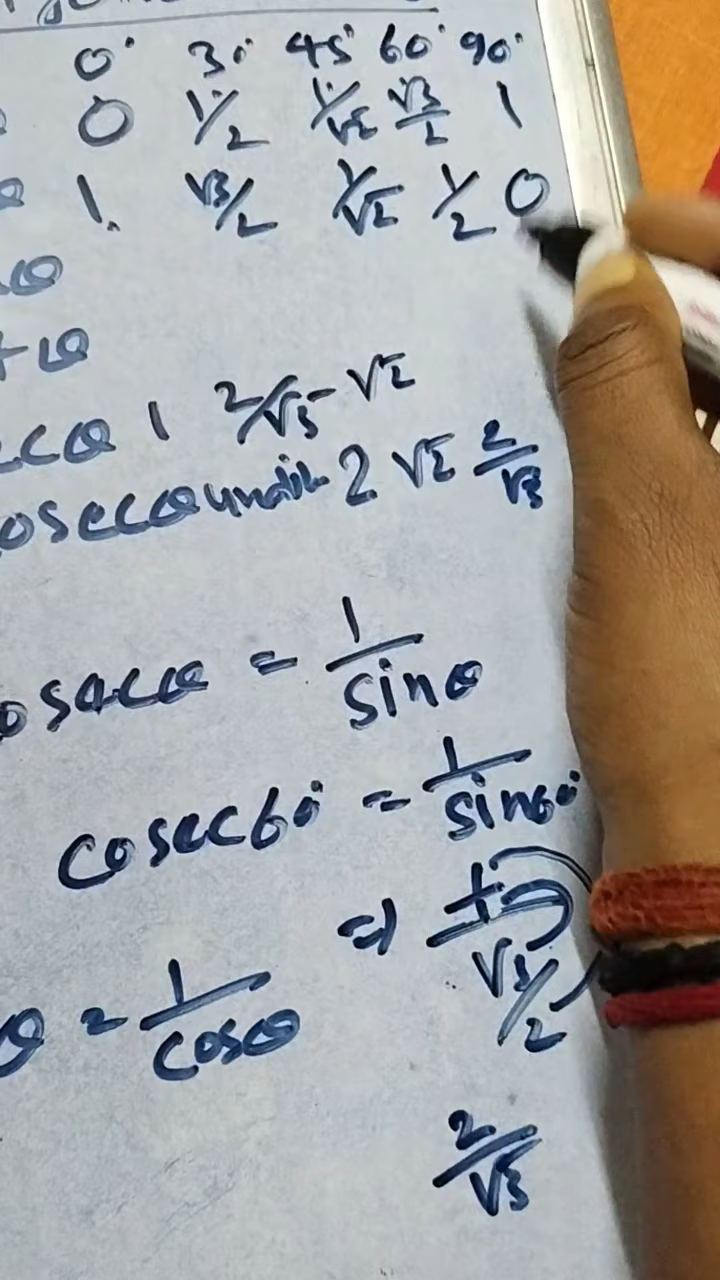 0° 30° 45° 60° 90°
0 1/2 1/√2 √3/2 1
1 √3/2 1/√2 1/2 0
θ
θ
θ 1 2/√3 √2
osecθ 2 √2 2/√3
θ = 1/sinθ
cosec60° = 1/sin60°
⇒ 1/√3/2
θ = 1/cosθ
2/√3